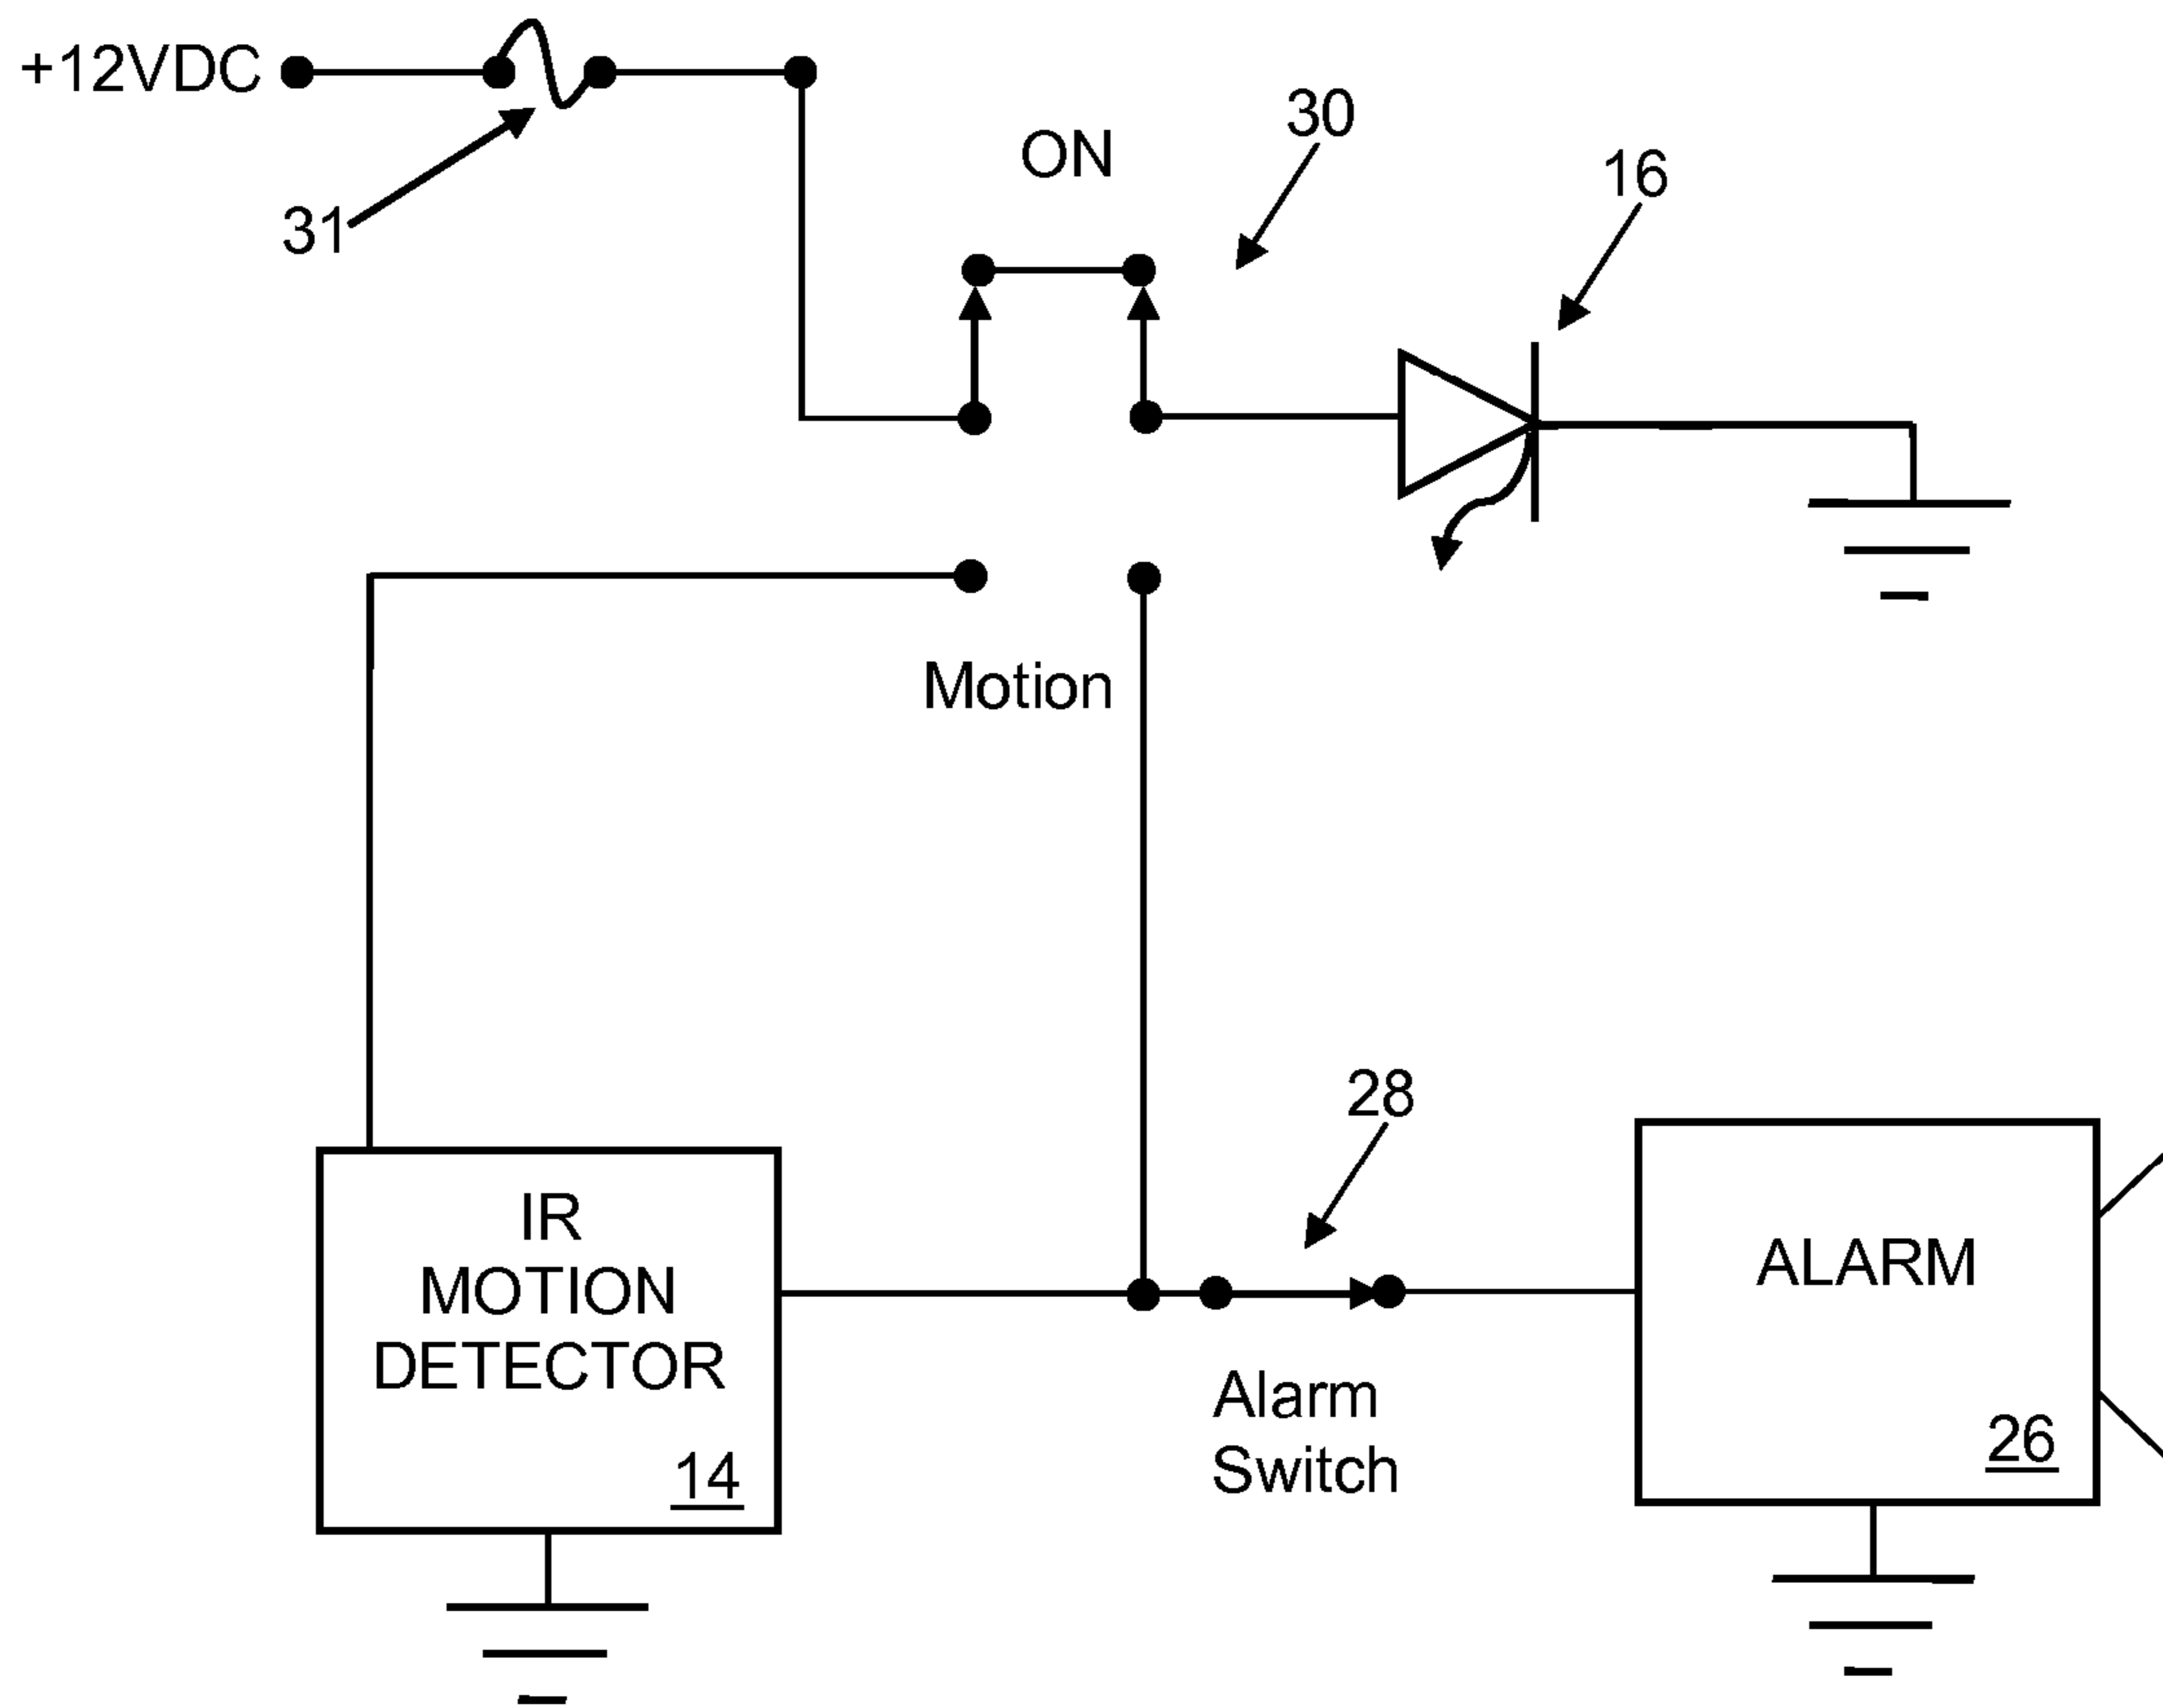 +12VDC
31
ON
30
16
Motion
28
IR
MOTION
DETECTOR
14
Alarm
Switch
ALARM
26